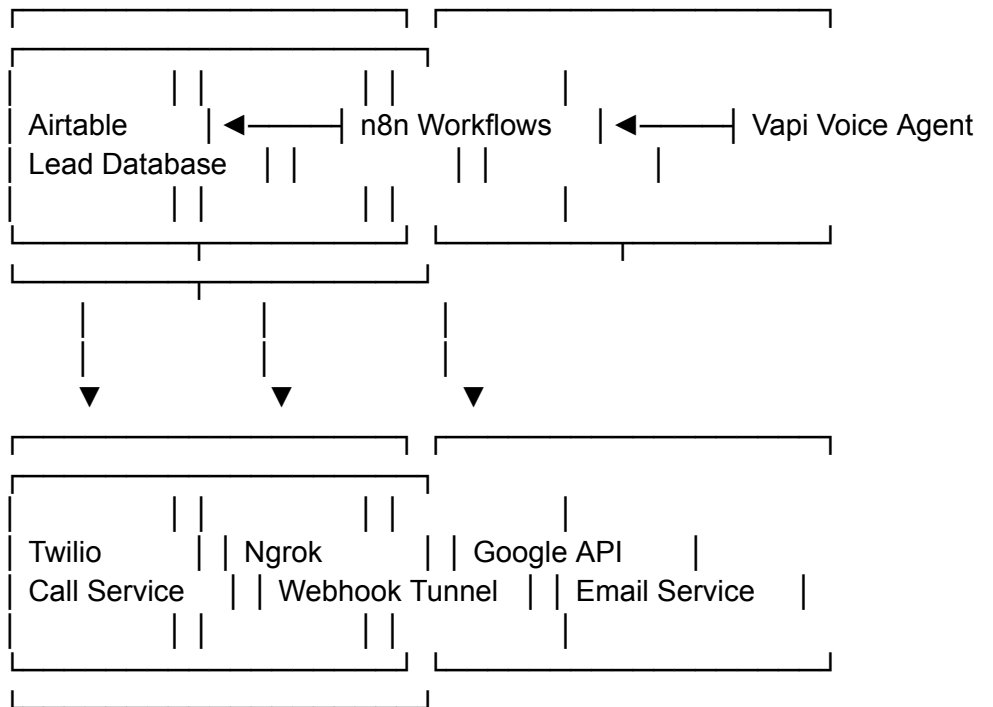 Airtable n8n Workflows Vapi Voice Agent
Lead Database
Twilio Ngrok Google API
Call Service Webhook Tunnel Email Service